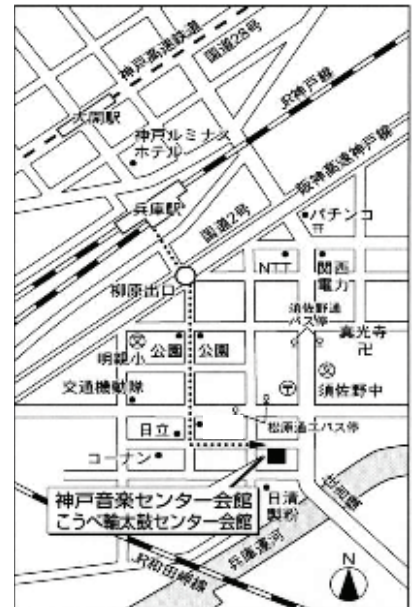 神戸高速鉄道
国道28号
JR神戸線
大開駅
神戸ルミナス
ホテル
阪神高速神戸線
兵庫駅
国道2号
パチンコ
柳原出口
NTT
関西
電力
須佐野通
バス停
真光寺
明親小
公園
公園
須佐野中
交通機動隊
日立
松原通工バス停
コーナン
神戸音楽センター会館
こうべ輪太鼓センター会館
日清
製粉
兵庫運河
JR和田岬線
N